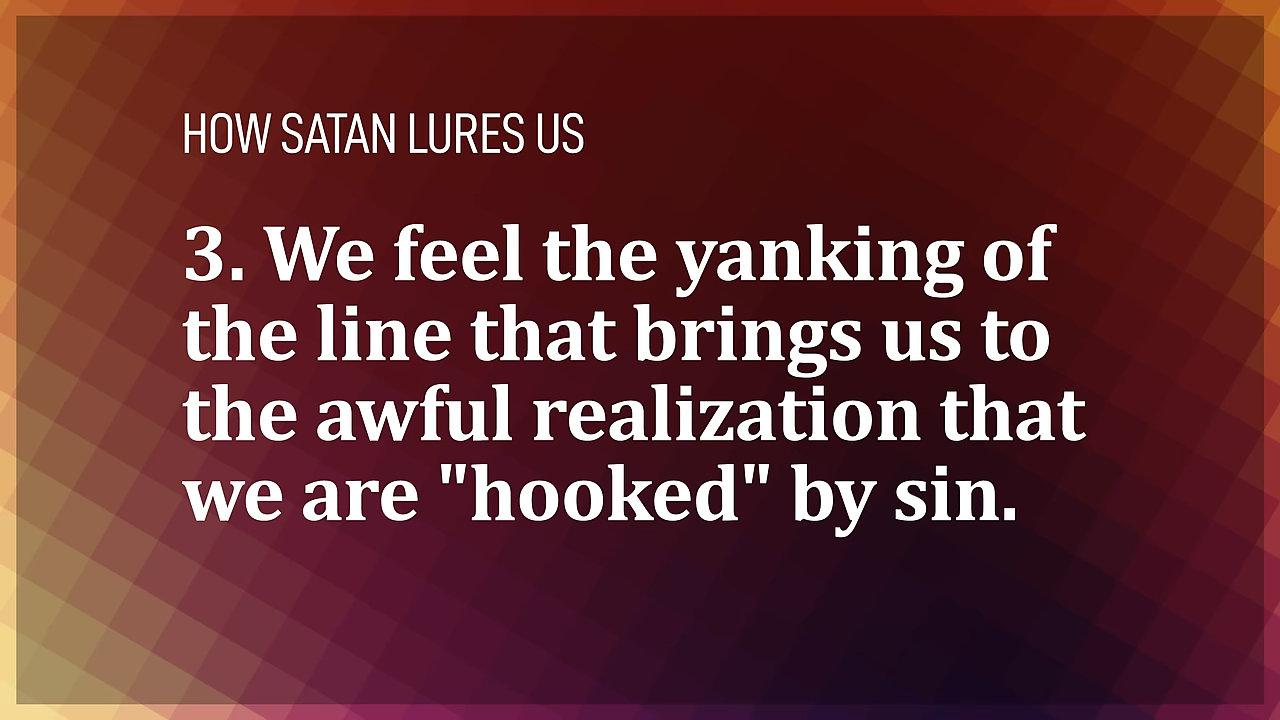 HOW SATAN LURES US
3. We feel the yanking of
the line that brings us to
the awful realization that
we are "hooked" by sin.